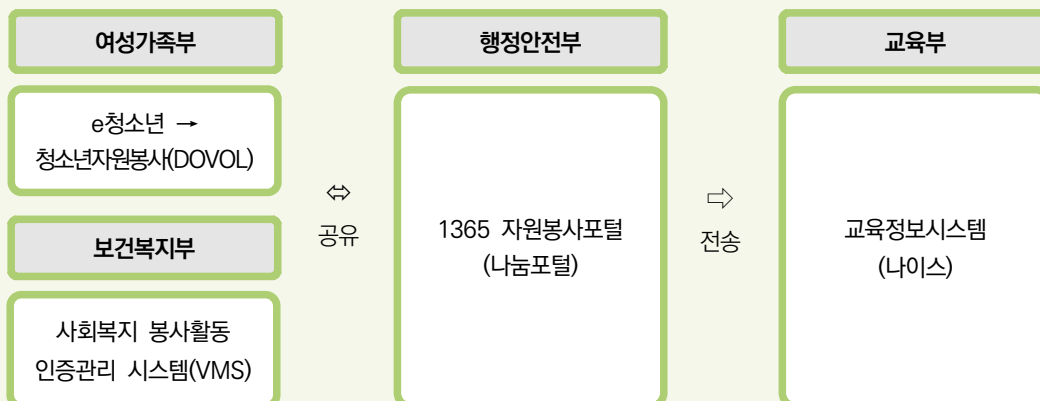 여성가족부
e청소년 →
청소년자원봉사(DOVOL)
보건복지부
사회복지 봉사활동
인증관리 시스템(VMS)
⇔
공유
행정안전부
1365 자원봉사포털
(나눔포털)
⇨
전송
교육부
교육정보시스템
(나이스)